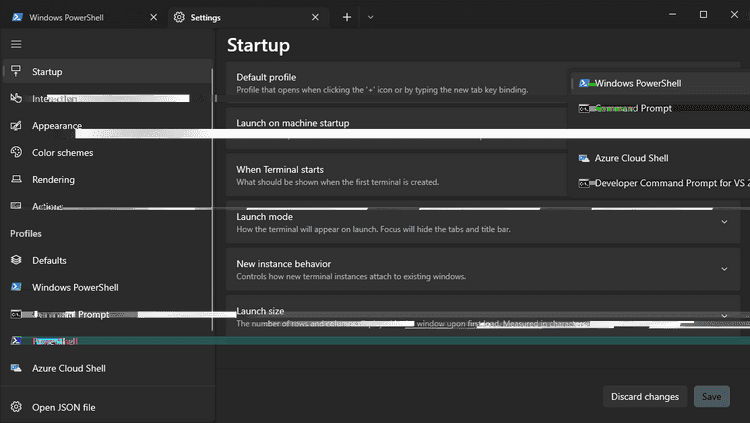 Windows PowerShell
Settings
Startup
Startup
Interaction
Appearance
Color schemes
Rendering
Actions
Profiles
Defaults
Windows PowerShell
Prompt
Azure Cloud Shell
Open JSON file
Default profile
Profile that opens when clicking the '+' icon or by typing the new tab key binding.
Launch on machine startup
When Terminal starts
What should be shown when the first terminal is created.
Launch mode
How the terminal will appear on launch. Focus will hide the tabs and title bar.
New instance behavior
Controls how new terminal instances attach to existing windows.
Launch size
The number of rows and columns displayed window upon first load. Measured in characters
Windows PowerShell
Command Prompt
Azure Cloud Shell
Developer Command Prompt for VS 2
Discard changes
Save